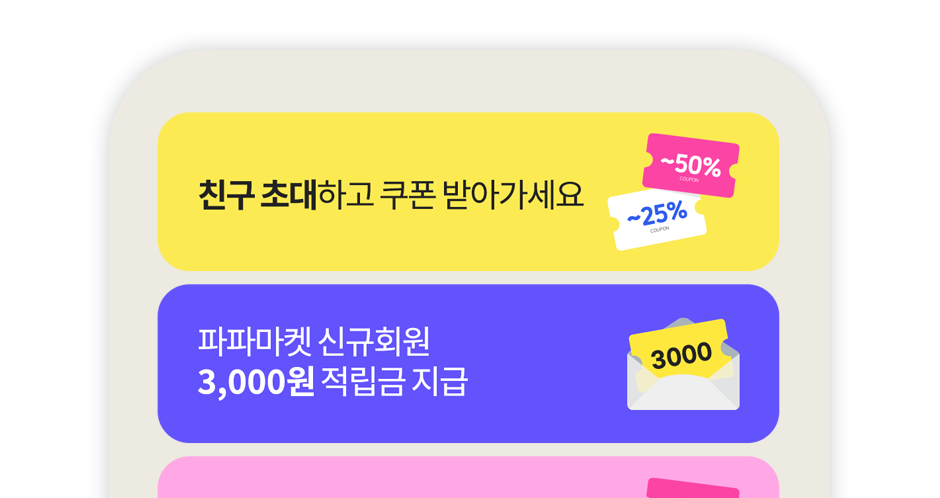 친구 초대하고 쿠폰 받아가세요
~50%
COUPON
~25%
COUPON
파파마켓 신규회원
3,000원 적립금 지급
3000